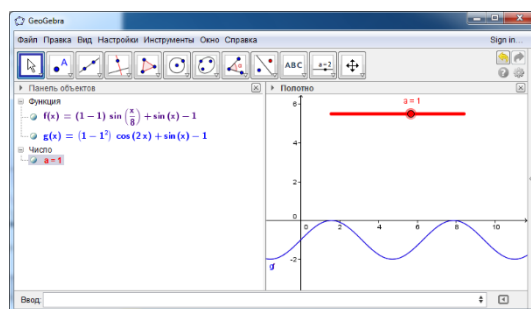 GeoGebra
Файл Правка Вид Настройки Инструменты Окно Справка
Sign in...
ABC
a=2
Панель объектов
Полотно
Функция
f(x) = (1 − 1) sin(π/8) + sin(x) − 1
g(x) = (1 − 1²) cos(2 x) + sin(x) − 1
Число
a = 1
a = 1
6
4
2
0
0 2 4 6 8 10
-2
g
Ввод: